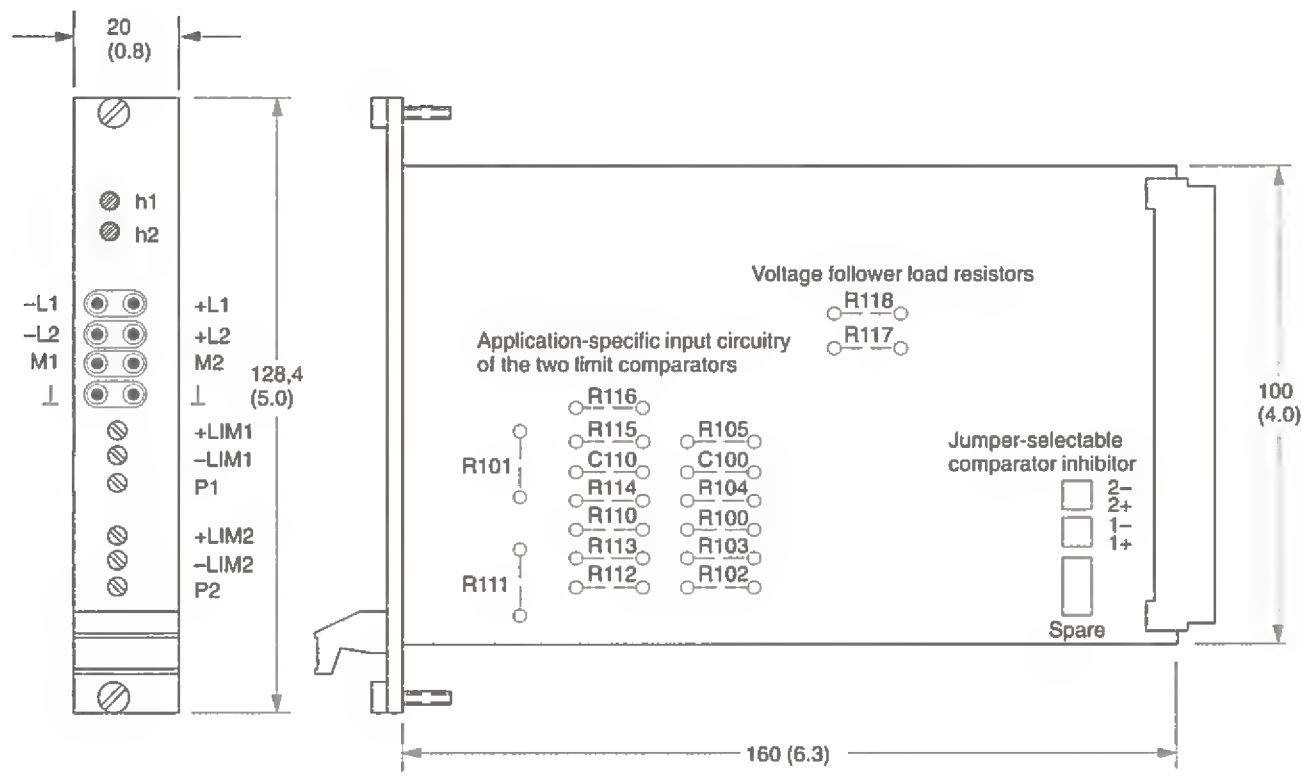 20
(0.8)
h1
h2
–L1
+L1
–L2
+L2
M1
M2
⊥
⊥
+LIM1
–LIM1
P1
+LIM2
–LIM2
P2
128,4
(5.0)
Voltage follower load resistors
R118
R117
Application-specific input circuitry
of the two limit comparators
R116
R115
R105
R101
C110
C100
R114
R104
R110
R100
R113
R103
R111
R112
R102
Jumper-selectable
comparator inhibitor
2–
2+
1–
1+
Spare
100
(4.0)
160 (6.3)